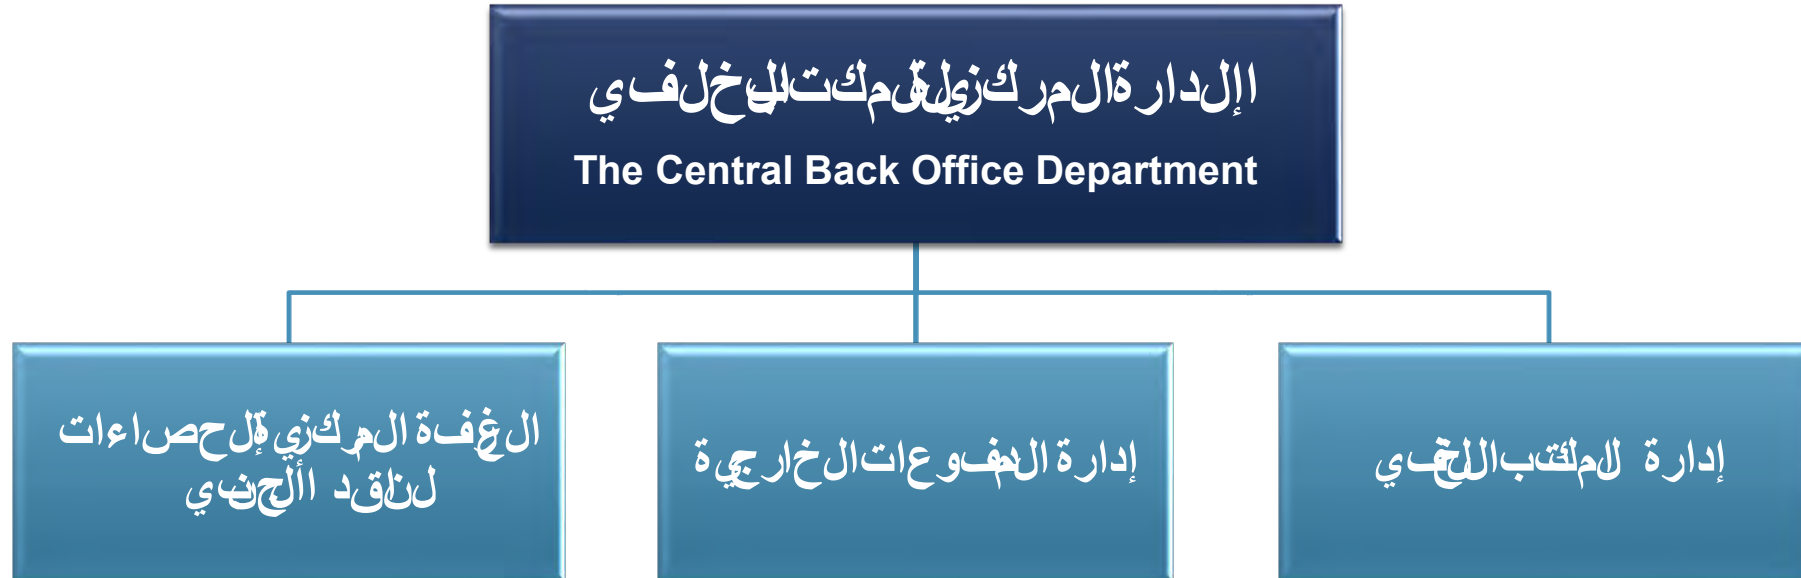 الإدارة المركزية للمكتب الخلفي
The Central Back Office Department
إدارة المكتب الخلفي
إدارة المدفوعات الخارجية
الغرفة المركزية لإحصاءات
النقد الأجنبي